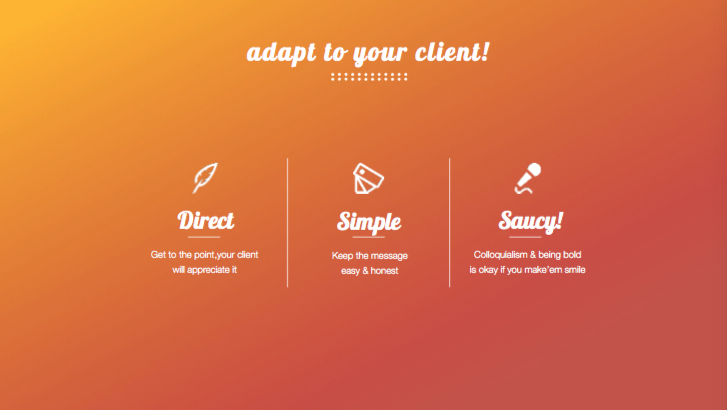 adapt to your client!
Direct
Get to the point,your client
will appreciate it
Simple
Keep the message
easy & honest
Saucy!
Colloquialism & being bold
is okay if you make'em smile